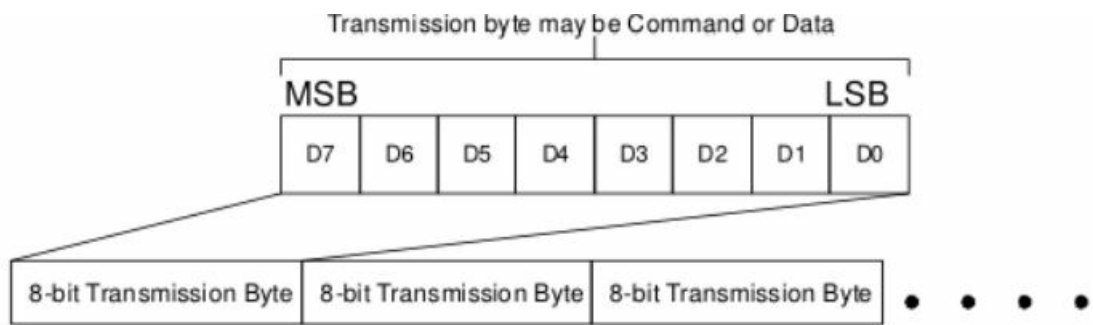 Transmission byte may be Command or Data
MSB LSB
D7 D6 D5 D4 D3 D2 D1 D0
8-bit Transmission Byte 8-bit Transmission Byte 8-bit Transmission Byte